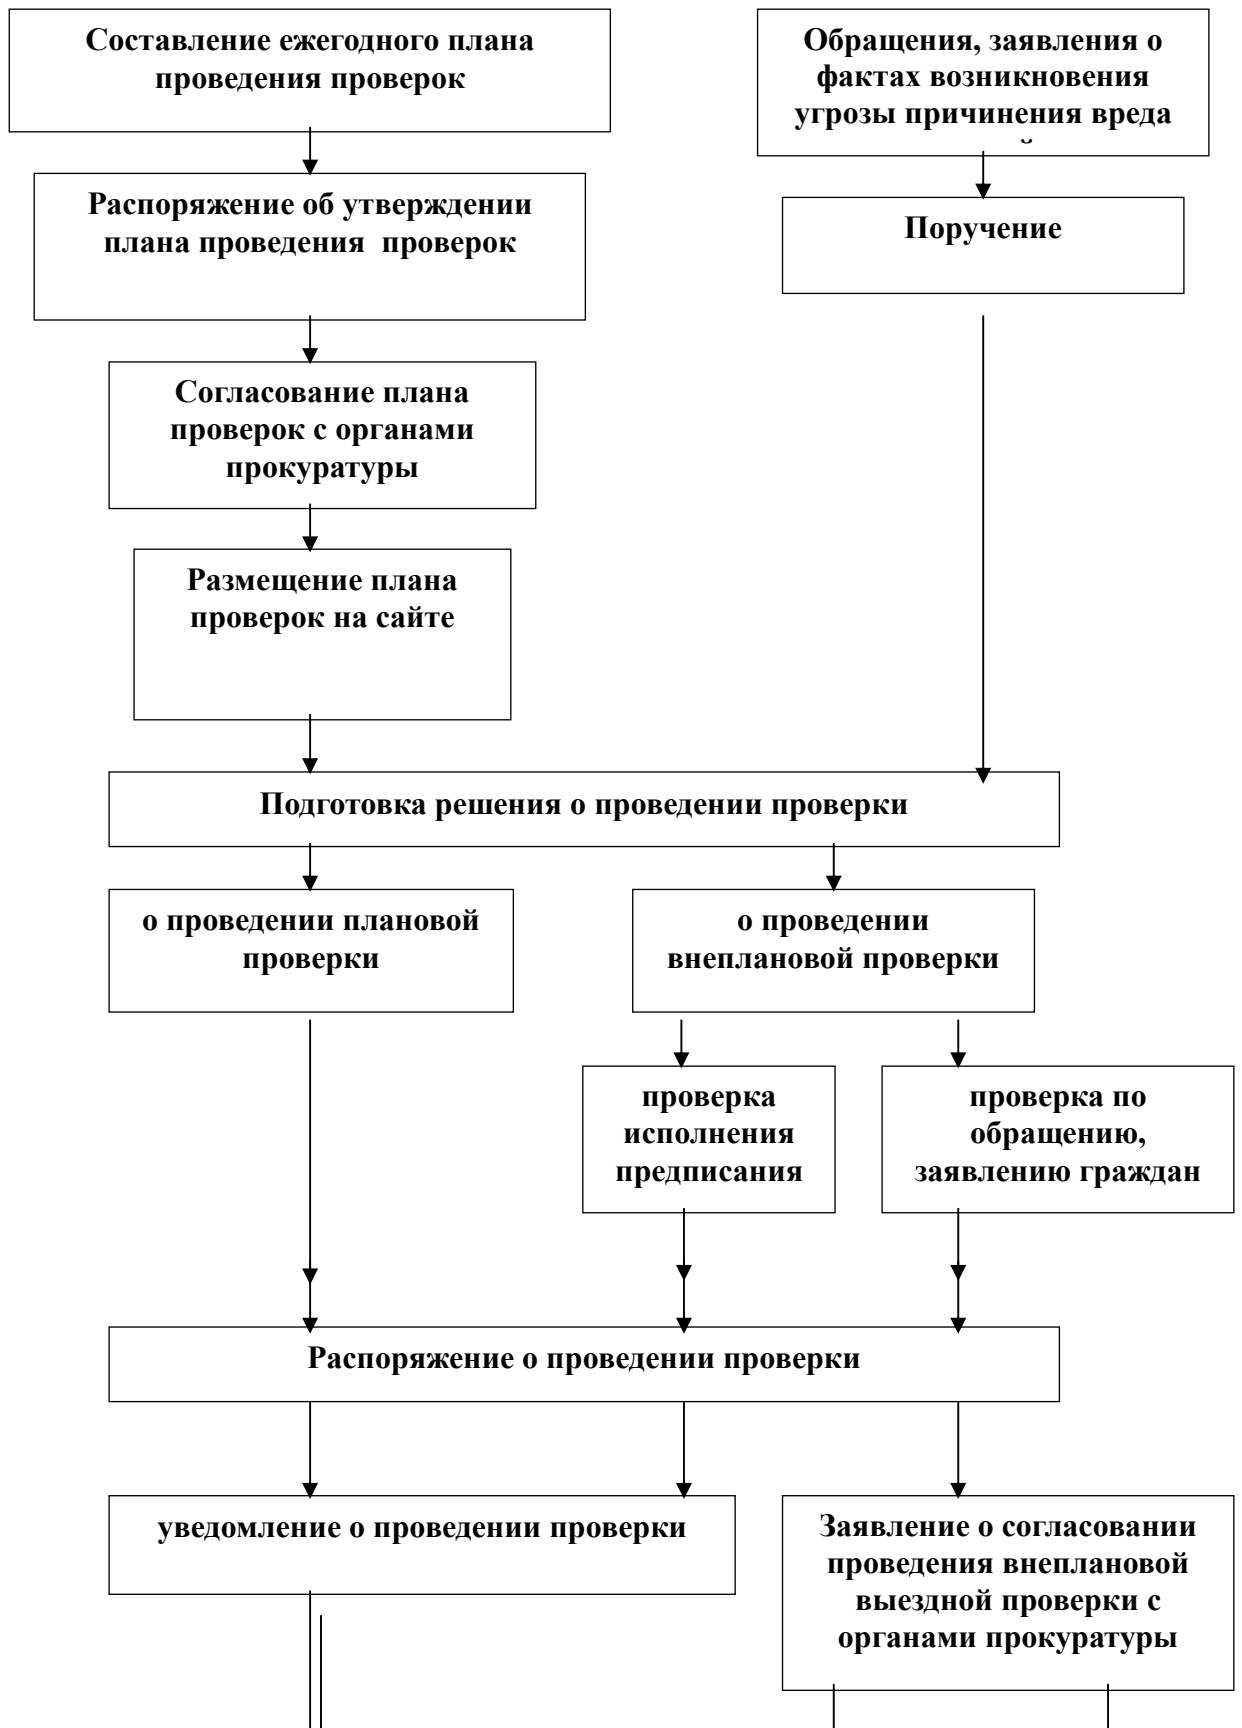 Составление ежегодного плана
проведения проверок
Обращения, заявления о
фактах возникновения
угрозы причинения вреда
Распоряжение об утверждении
плана проведения  проверок
Поручение
Согласование плана
проверок с органами
прокуратуры
Размещение плана
проверок на сайте
Подготовка решения о проведении проверки
о проведении плановой
проверки
о проведении
внеплановой проверки
проверка
исполнения
предписания
проверка по
обращению,
заявлению граждан
Распоряжение о проведении проверки
уведомление о проведении проверки
Заявление о согласовании
проведения внеплановой
выездной проверки с
органами прокуратуры